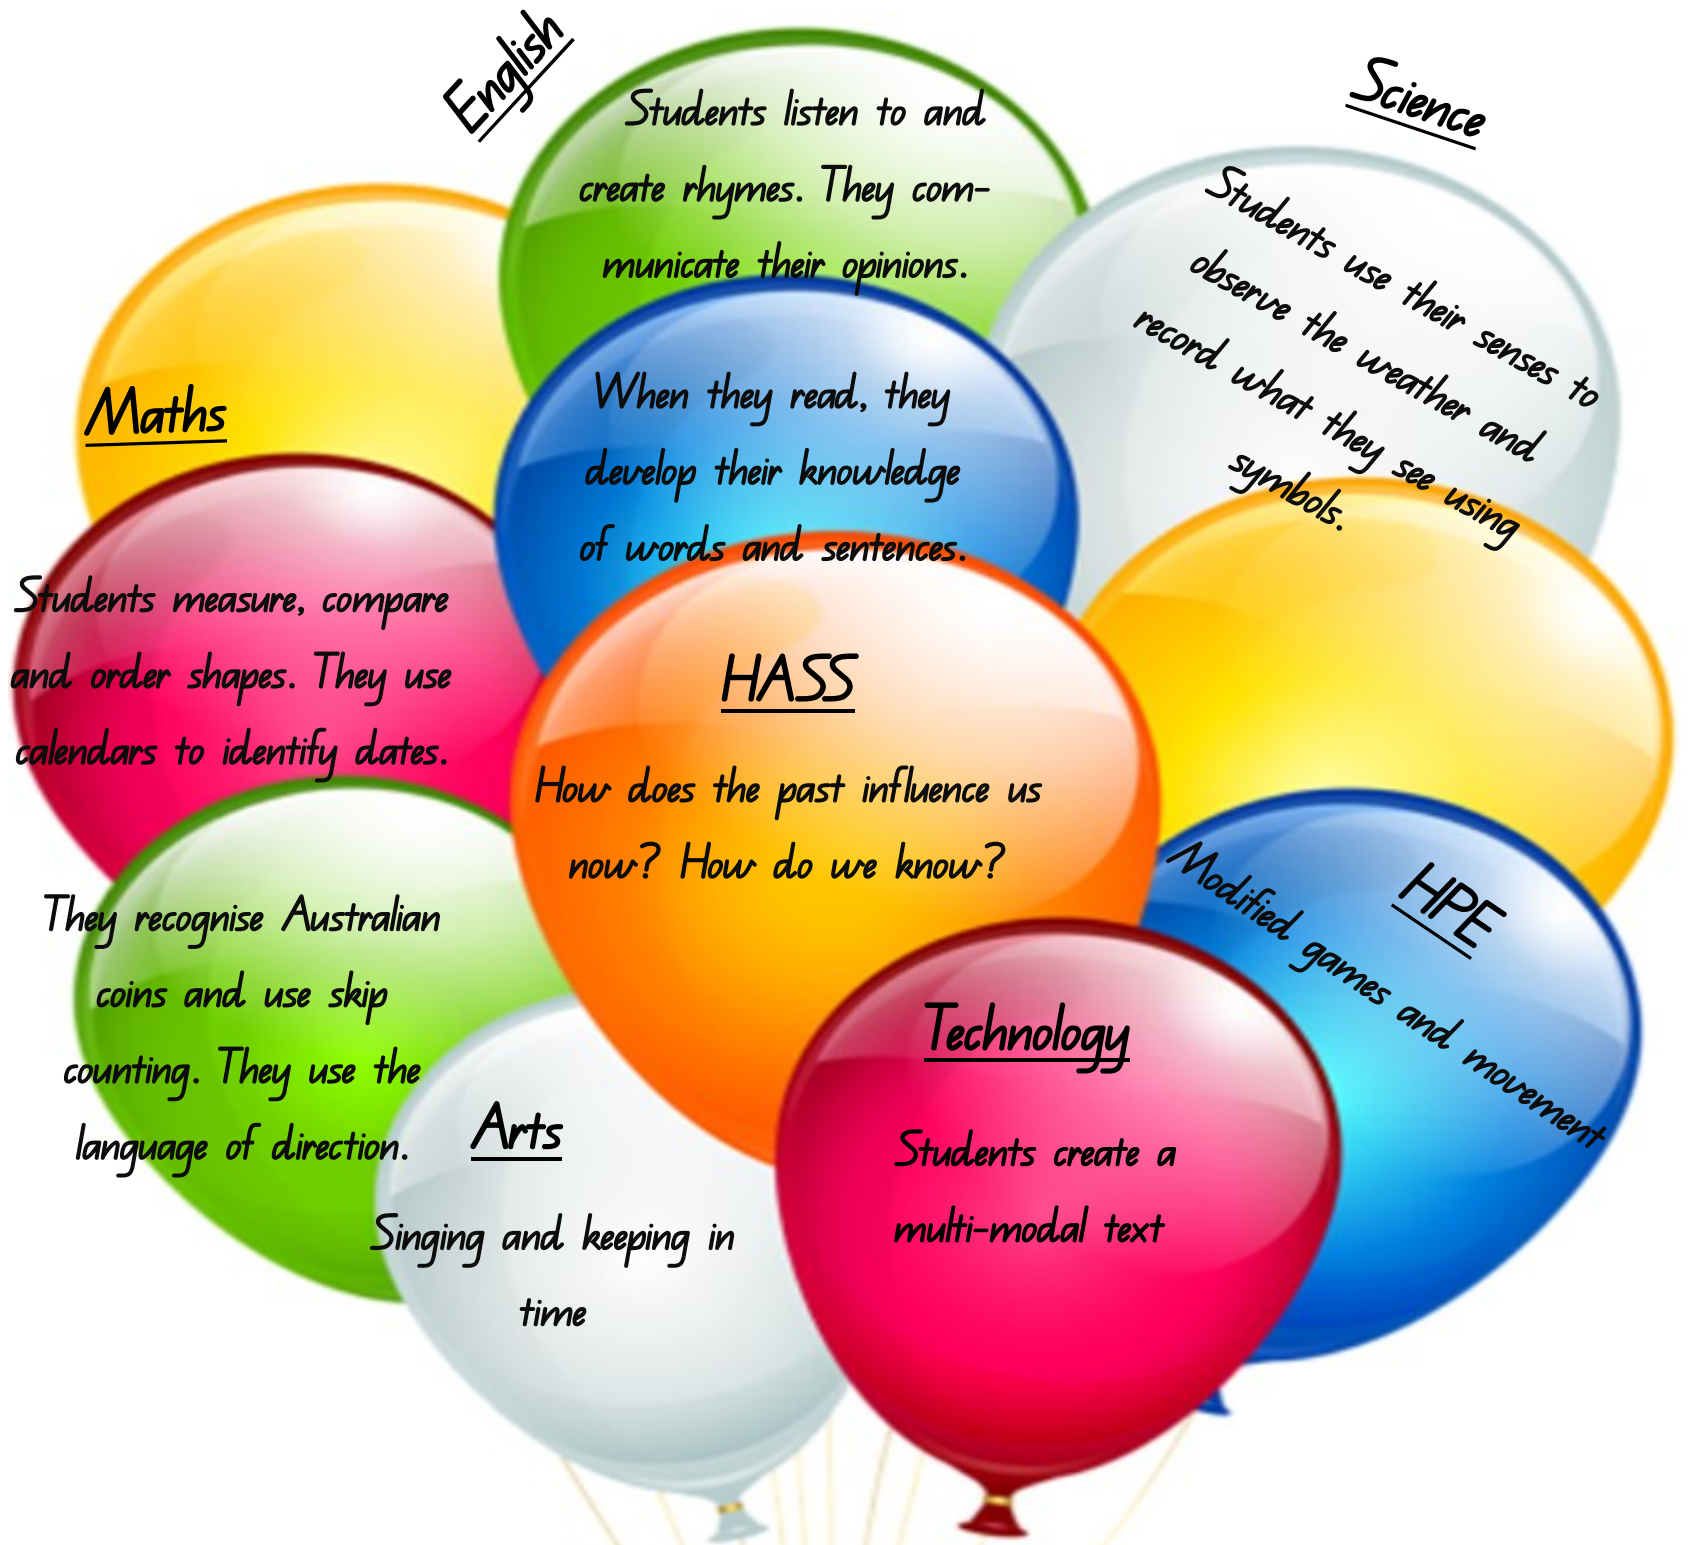 English
Students listen to and
create rhymes. They com-
municate their opinions.
When they read, they
develop their knowledge
of words and sentences.
Science
Students use their senses to
observe the weather and
record what they see using
symbols.
Maths
Students measure, compare
and order shapes. They use
calendars to identify dates.
They recognise Australian
coins and use skip
counting. They use the
language of direction.
HASS
How does the past influence us
now? How do we know?
HPE
Modified games and movement
Technology
Students create a
multi-modal text
Arts
Singing and keeping in
time